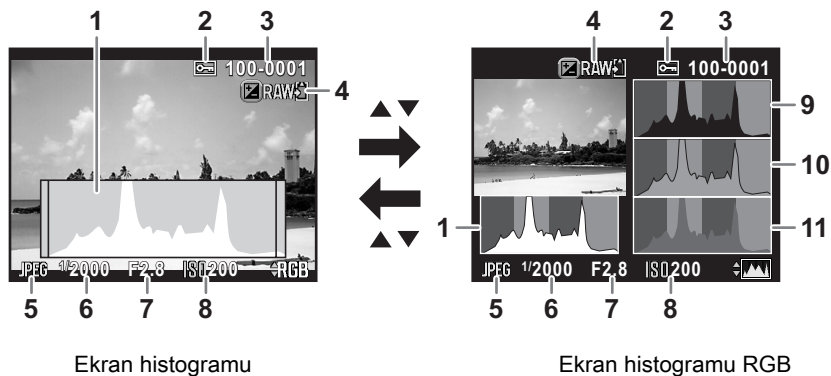 1 2 3
100-0001
RAW
4
1
5 6 7 8
JPEG 1/2000 F2.8 ISO200 RGB
Ekran histogramu
4 2 3
RAW 100-0001
9
10
11
1
JPEG 1/2000 F2.8 ISO200
5 6 7 8
Ekran histogramu RGB